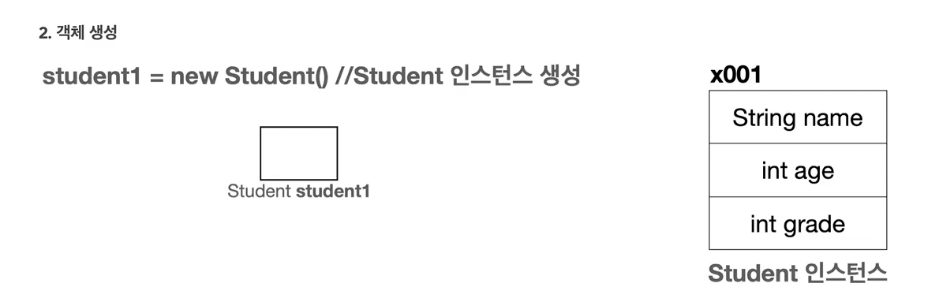 2. 객체 생성
student1 = new Student() //Student 인스턴스 생성
x001
String name
int age
int grade
Student student1
Student 인스턴스